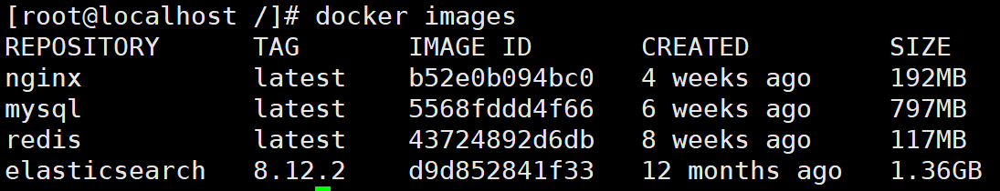 [root@localhost /]# docker images
REPOSITORY TAG IMAGE ID CREATED SIZE
nginx latest b52e0b094bc0 4 weeks ago 192MB
mysql latest 5568fddd4f66 6 weeks ago 797MB
redis latest 43724892d6db 8 weeks ago 117MB
elasticsearch 8.12.2 d9d852841f33 12 months ago 1.36GB